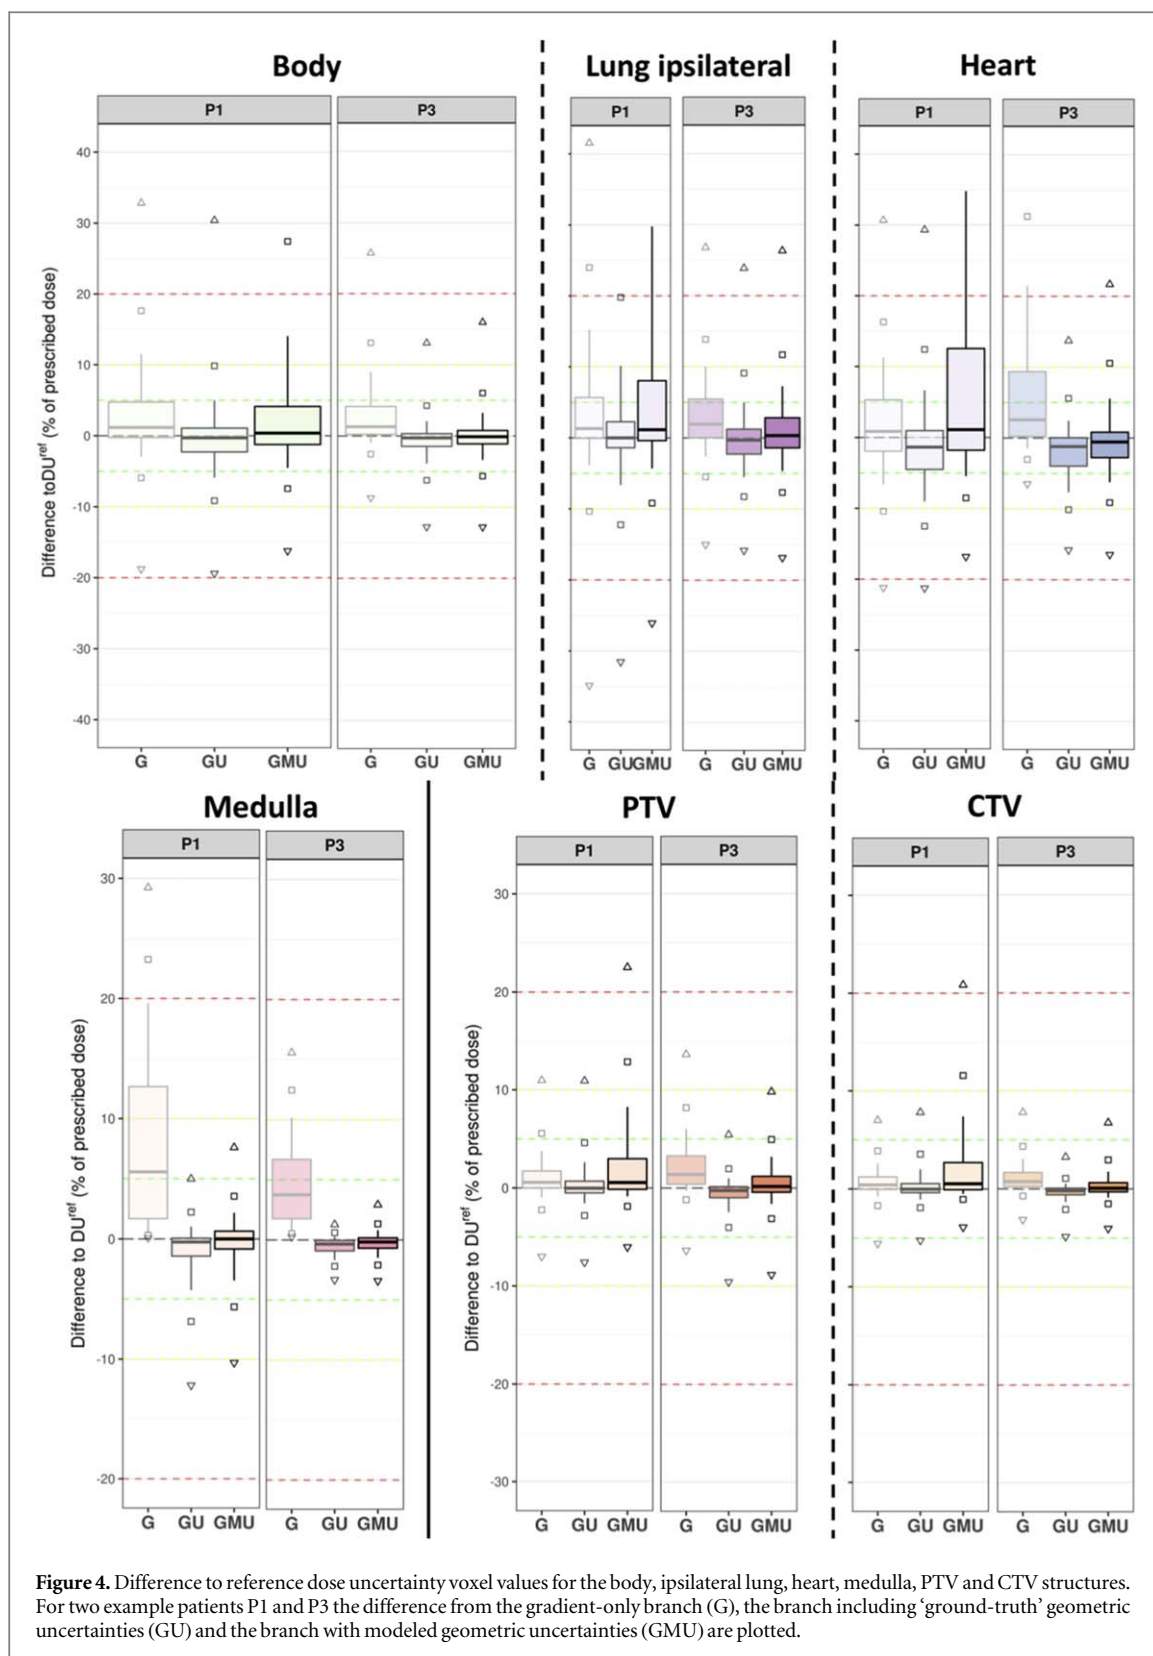 Body
Lung ipsilateral
Heart
P1
P3
P1
P3
P1
P3
40
30
20
10
0
-10
-20
-30
-40
Difference toDUref (% of prescribed dose)
G GU GMU G GU GMU G GUGMU G GU GMU G GU GMU G GU GMU
Medulla
PTV
CTV
P1
P3
P1
P3
P1
P3
30
20
10
0
-10
-20
Difference to DUref (% of prescribed dose)
30
20
10
0
-10
-20
-30
Difference to DUref (% of prescribed dose)
G GU GMU G GU GMU G GU GMU G GU GMU G GU GMU G GU GMU
Figure 4. Difference to reference dose uncertainty voxel values for the body, ipsilateral lung, heart, medulla, PTV and CTV structures.
For two example patients P1 and P3 the difference from the gradient-only branch (G), the branch including ‘ground-truth’ geometric
uncertainties (GU) and the branch with modeled geometric uncertainties (GMU) are plotted.